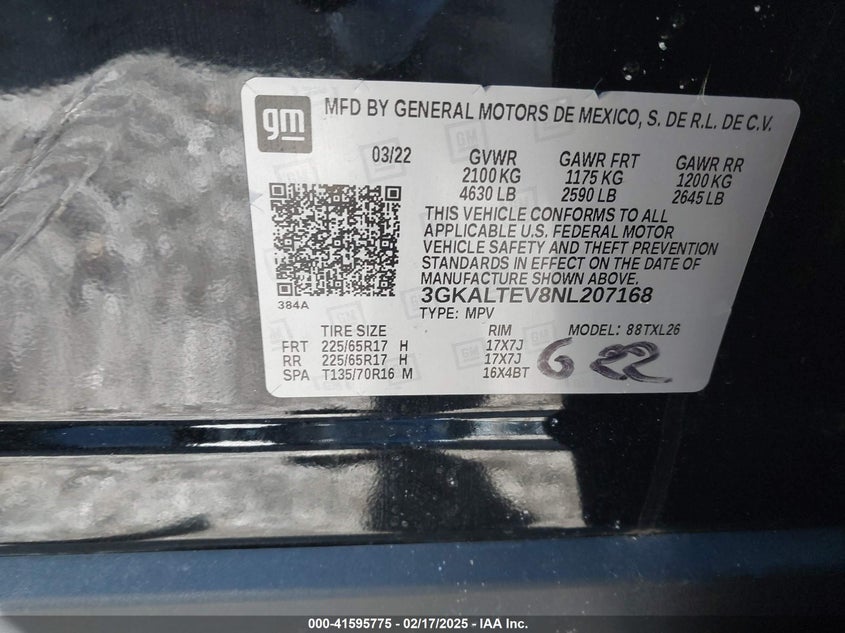 gm
MFD BY GENERAL MOTORS DE MEXICO, S. DE R.L. DE C.V.
03/22 GVWR GAWR FRT GAWR RR
2100 KG 1175 KG 1200 KG
4630 LB 2590 LB 2645 LB
THIS VEHICLE CONFORMS TO ALL
APPLICABLE U.S. FEDERAL MOTOR
VEHICLE SAFETY AND THEFT PREVENTION
STANDARDS IN EFFECT ON THE DATE OF
MANUFACTURE SHOWN ABOVE.
384A
3GKALTEV8NL207168
TYPE: MPV
TIRE SIZE RIM MODEL: 88TXL26
FRT 225/65R17 H 17X7J
RR 225/65R17 H 17X7J
SPA T135/70R16 M 16X4BT
G 22
000-41595775 - 02/17/2025 - IAA Inc.